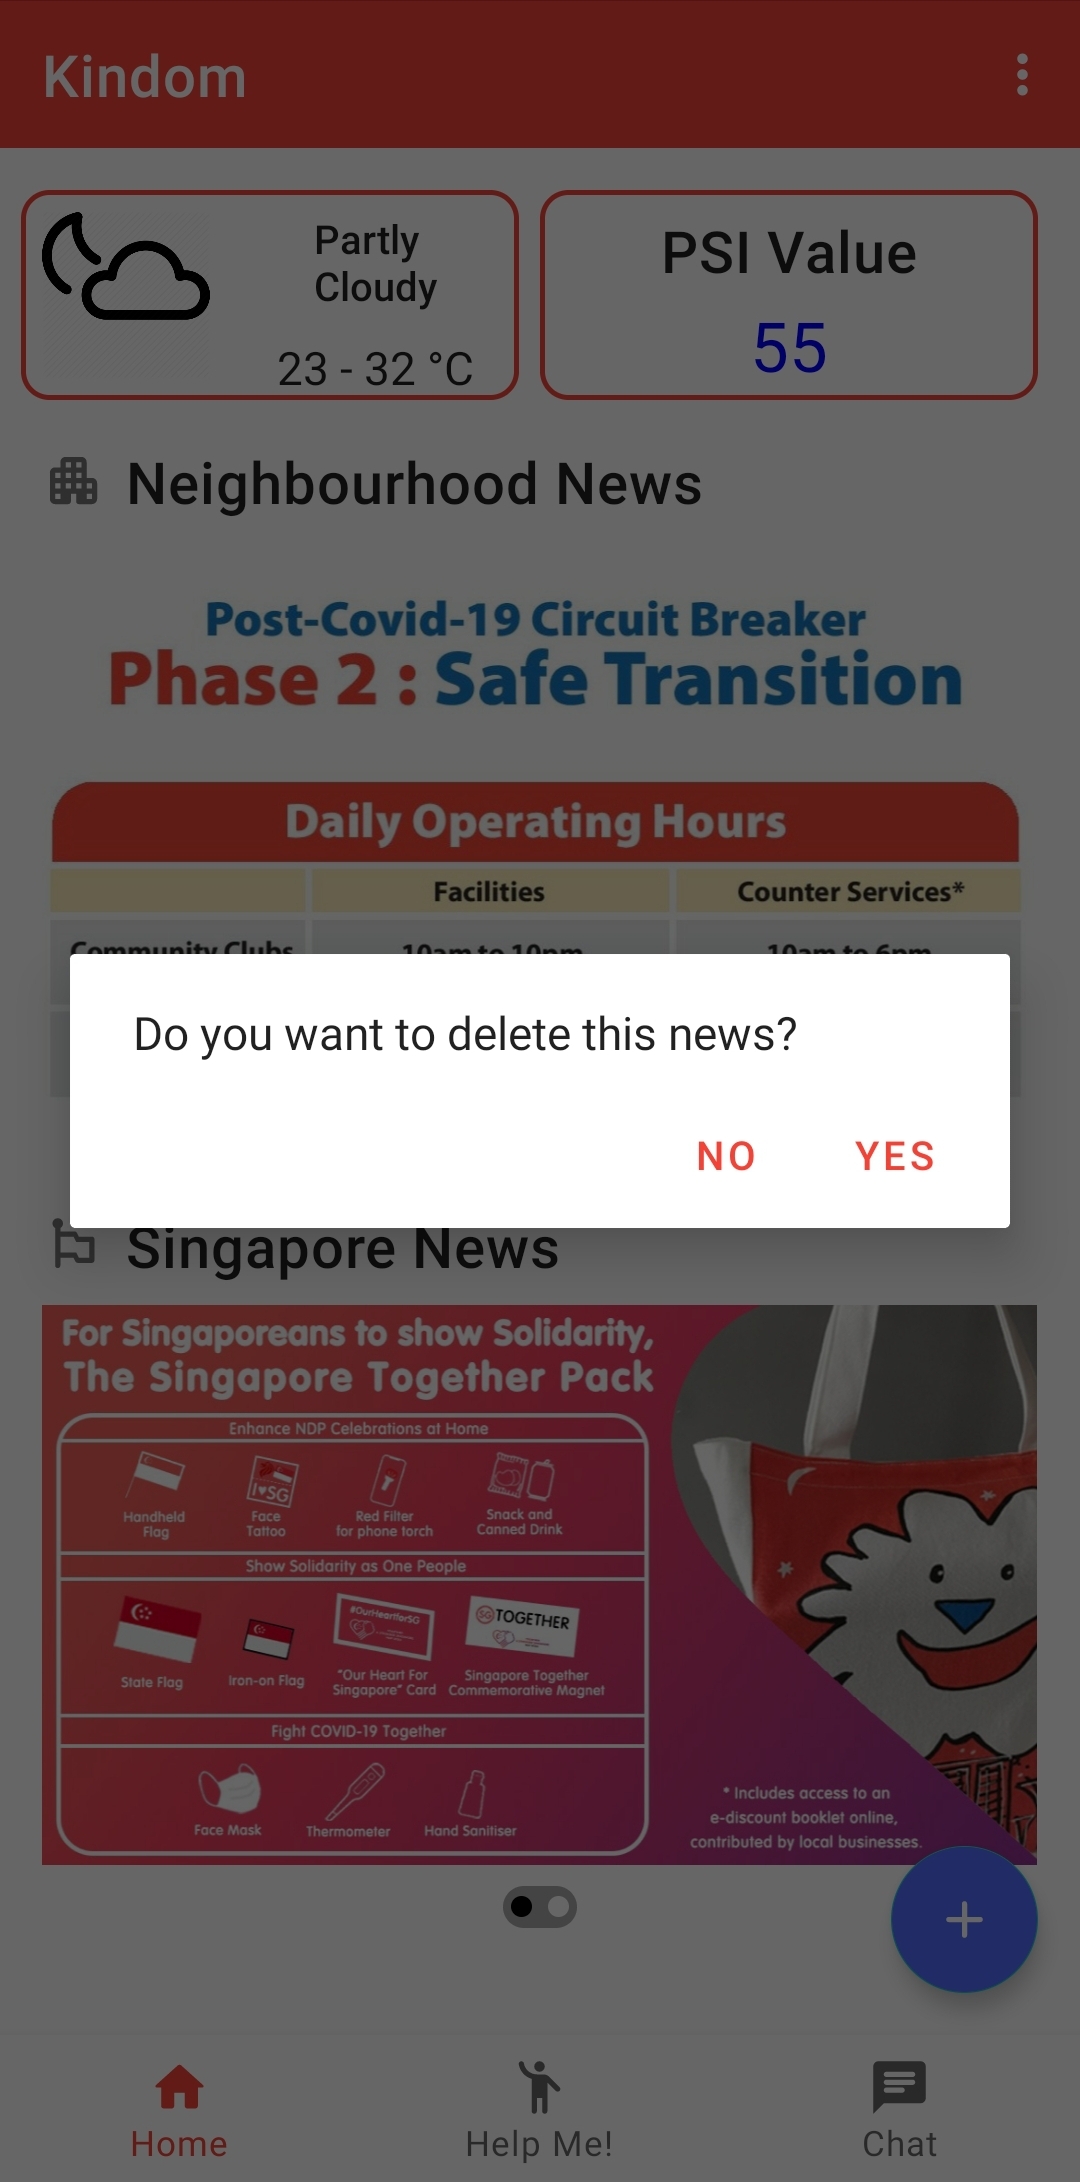 Kindom
Partly
Cloudy
23 - 32 °C
PSI Value
55
Neighbourhood News
Post-Covid-19 Circuit Breaker
Phase 2 : Safe Transition
Daily Operating Hours
Facilities
Counter Services*
Community Clubs
10am to 10pm
10am to 6pm
Do you want to delete this news?
NO
YES
Singapore News
For Singaporeans to show Solidarity,
The Singapore Together Pack
Enhance NDP Celebrations at Home
I♥SG
Handheld
Flag
Face
Tattoo
Red Filter
for phone torch
Snack and
Canned Drink
Show Solidarity as One People
#OurHeartforSG
SGTOGETHER
State Flag
Iron-on Flag
"Our Heart For
Singapore" Card
Singapore Together
Commemorative Magnet
Fight COVID-19 Together
Face Mask
Thermometer
Hand Sanitiser
* Includes access to an
e-discount booklet online,
contributed by local businesses.
Home
Help Me!
Chat